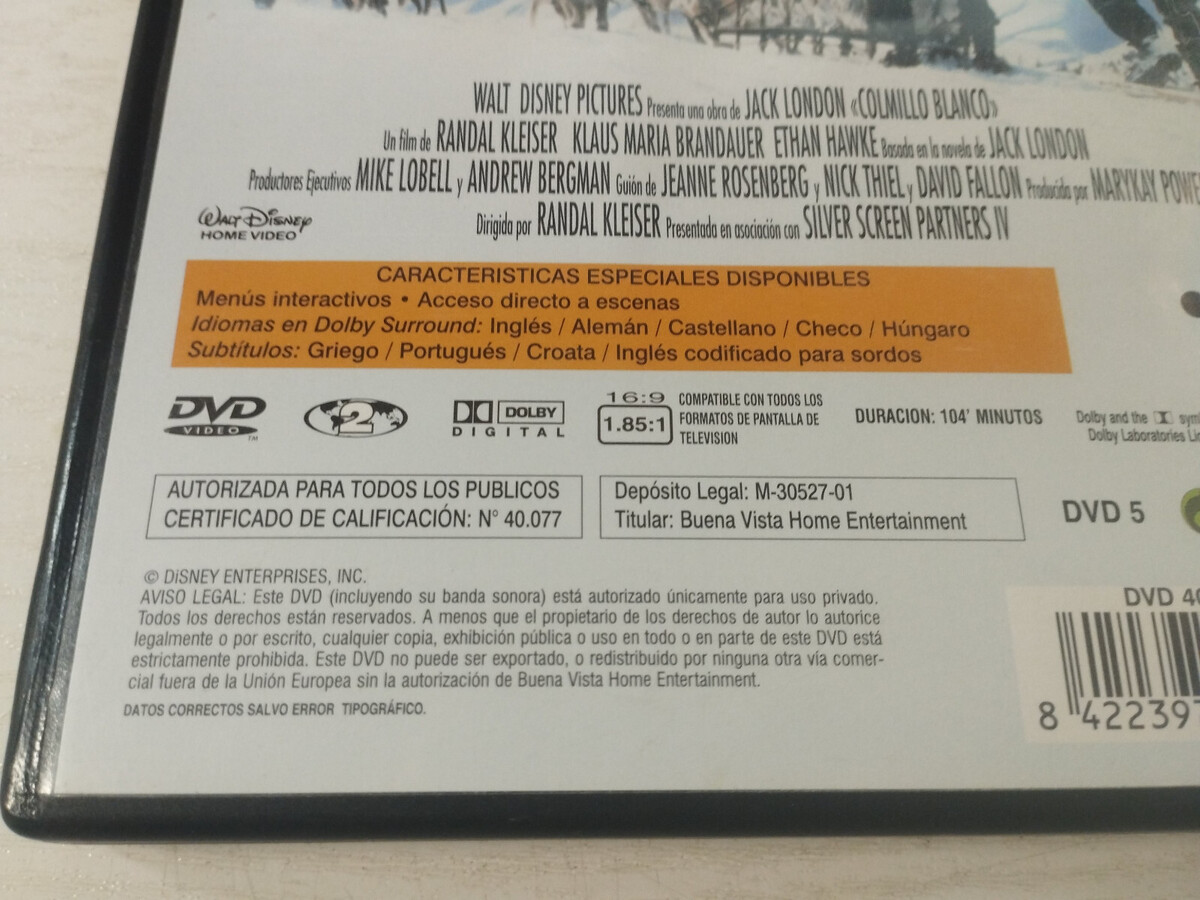 WALT DISNEY PICTURES Presenta una obra de JACK LONDON «COLMILLO BLANCO»
Un film de RANDAL KLEISER KLAUS MARIA BRANDAUER ETHAN HAWKE Basada en la novela de JACK LONDON
Productores Ejecutivos MIKE LOBELL y ANDREW BERGMAN Guión de JEANNE ROSENBERG y NICK THIEL y DAVID FALLON Producida por MARYKAY POWE
Dirigida por RANDAL KLEISER Presentada en asociación con SILVER SCREEN PARTNERS IV
WALT DISNEY
HOME VIDEO
CARACTERISTICAS ESPECIALES DISPONIBLES
Menús interactivos • Acceso directo a escenas
Idiomas en Dolby Surround: Inglés / Alemán / Castellano / Checo / Húngaro
Subtítulos: Griego / Portugués / Croata / Inglés codificado para sordos
DVD
VIDEO
TM
2
DOLBY
DIGITAL
16:9
1.85:1
COMPATIBLE CON TODOS LOS
FORMATOS DE PANTALLA DE
TELEVISION
DURACION: 104' MINUTOS
Dolby and the sym
Dolby Laboratories Li
AUTORIZADA PARA TODOS LOS PUBLICOS
CERTIFICADO DE CALIFICACIÓN: Nº 40.077
Depósito Legal: M-30527-01
Titular: Buena Vista Home Entertainment
DVD 5
© DISNEY ENTERPRISES, INC.
AVISO LEGAL: Este DVD (incluyendo su banda sonora) está autorizado únicamente para uso privado.
Todos los derechos están reservados. A menos que el propietario de los derechos de autor lo autorice
legalmente o por escrito, cualquier copia, exhibición pública o uso en todo o en parte de este DVD está
estrictamente prohibida. Este DVD no puede ser exportado, o redistribuido por ninguna otra vía comer-
cial fuera de la Unión Europea sin la autorización de Buena Vista Home Entertainment.
DATOS CORRECTOS SALVO ERROR TIPOGRÁFICO.
DVD 40
8 422397